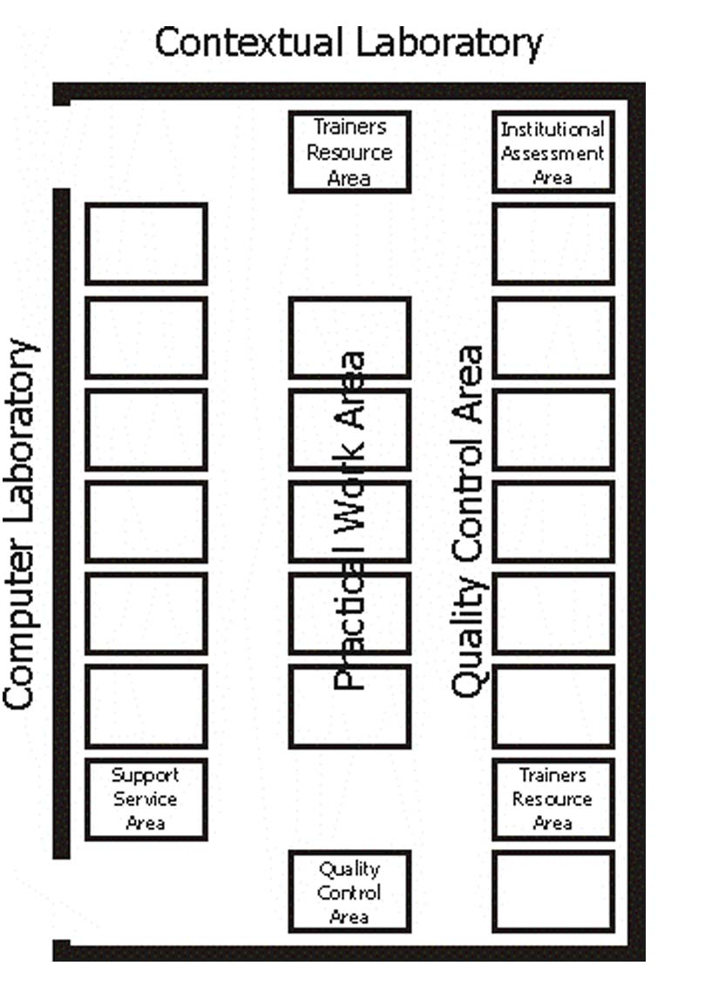 Contextual Laboratory
Trainers
Resource
Area
Institutional
Assessment
Area
Computer Laboratory
Practical Work Area
Quality Control Area
Support
Service
Area
Trainers
Resource
Area
Quality
Control
Area